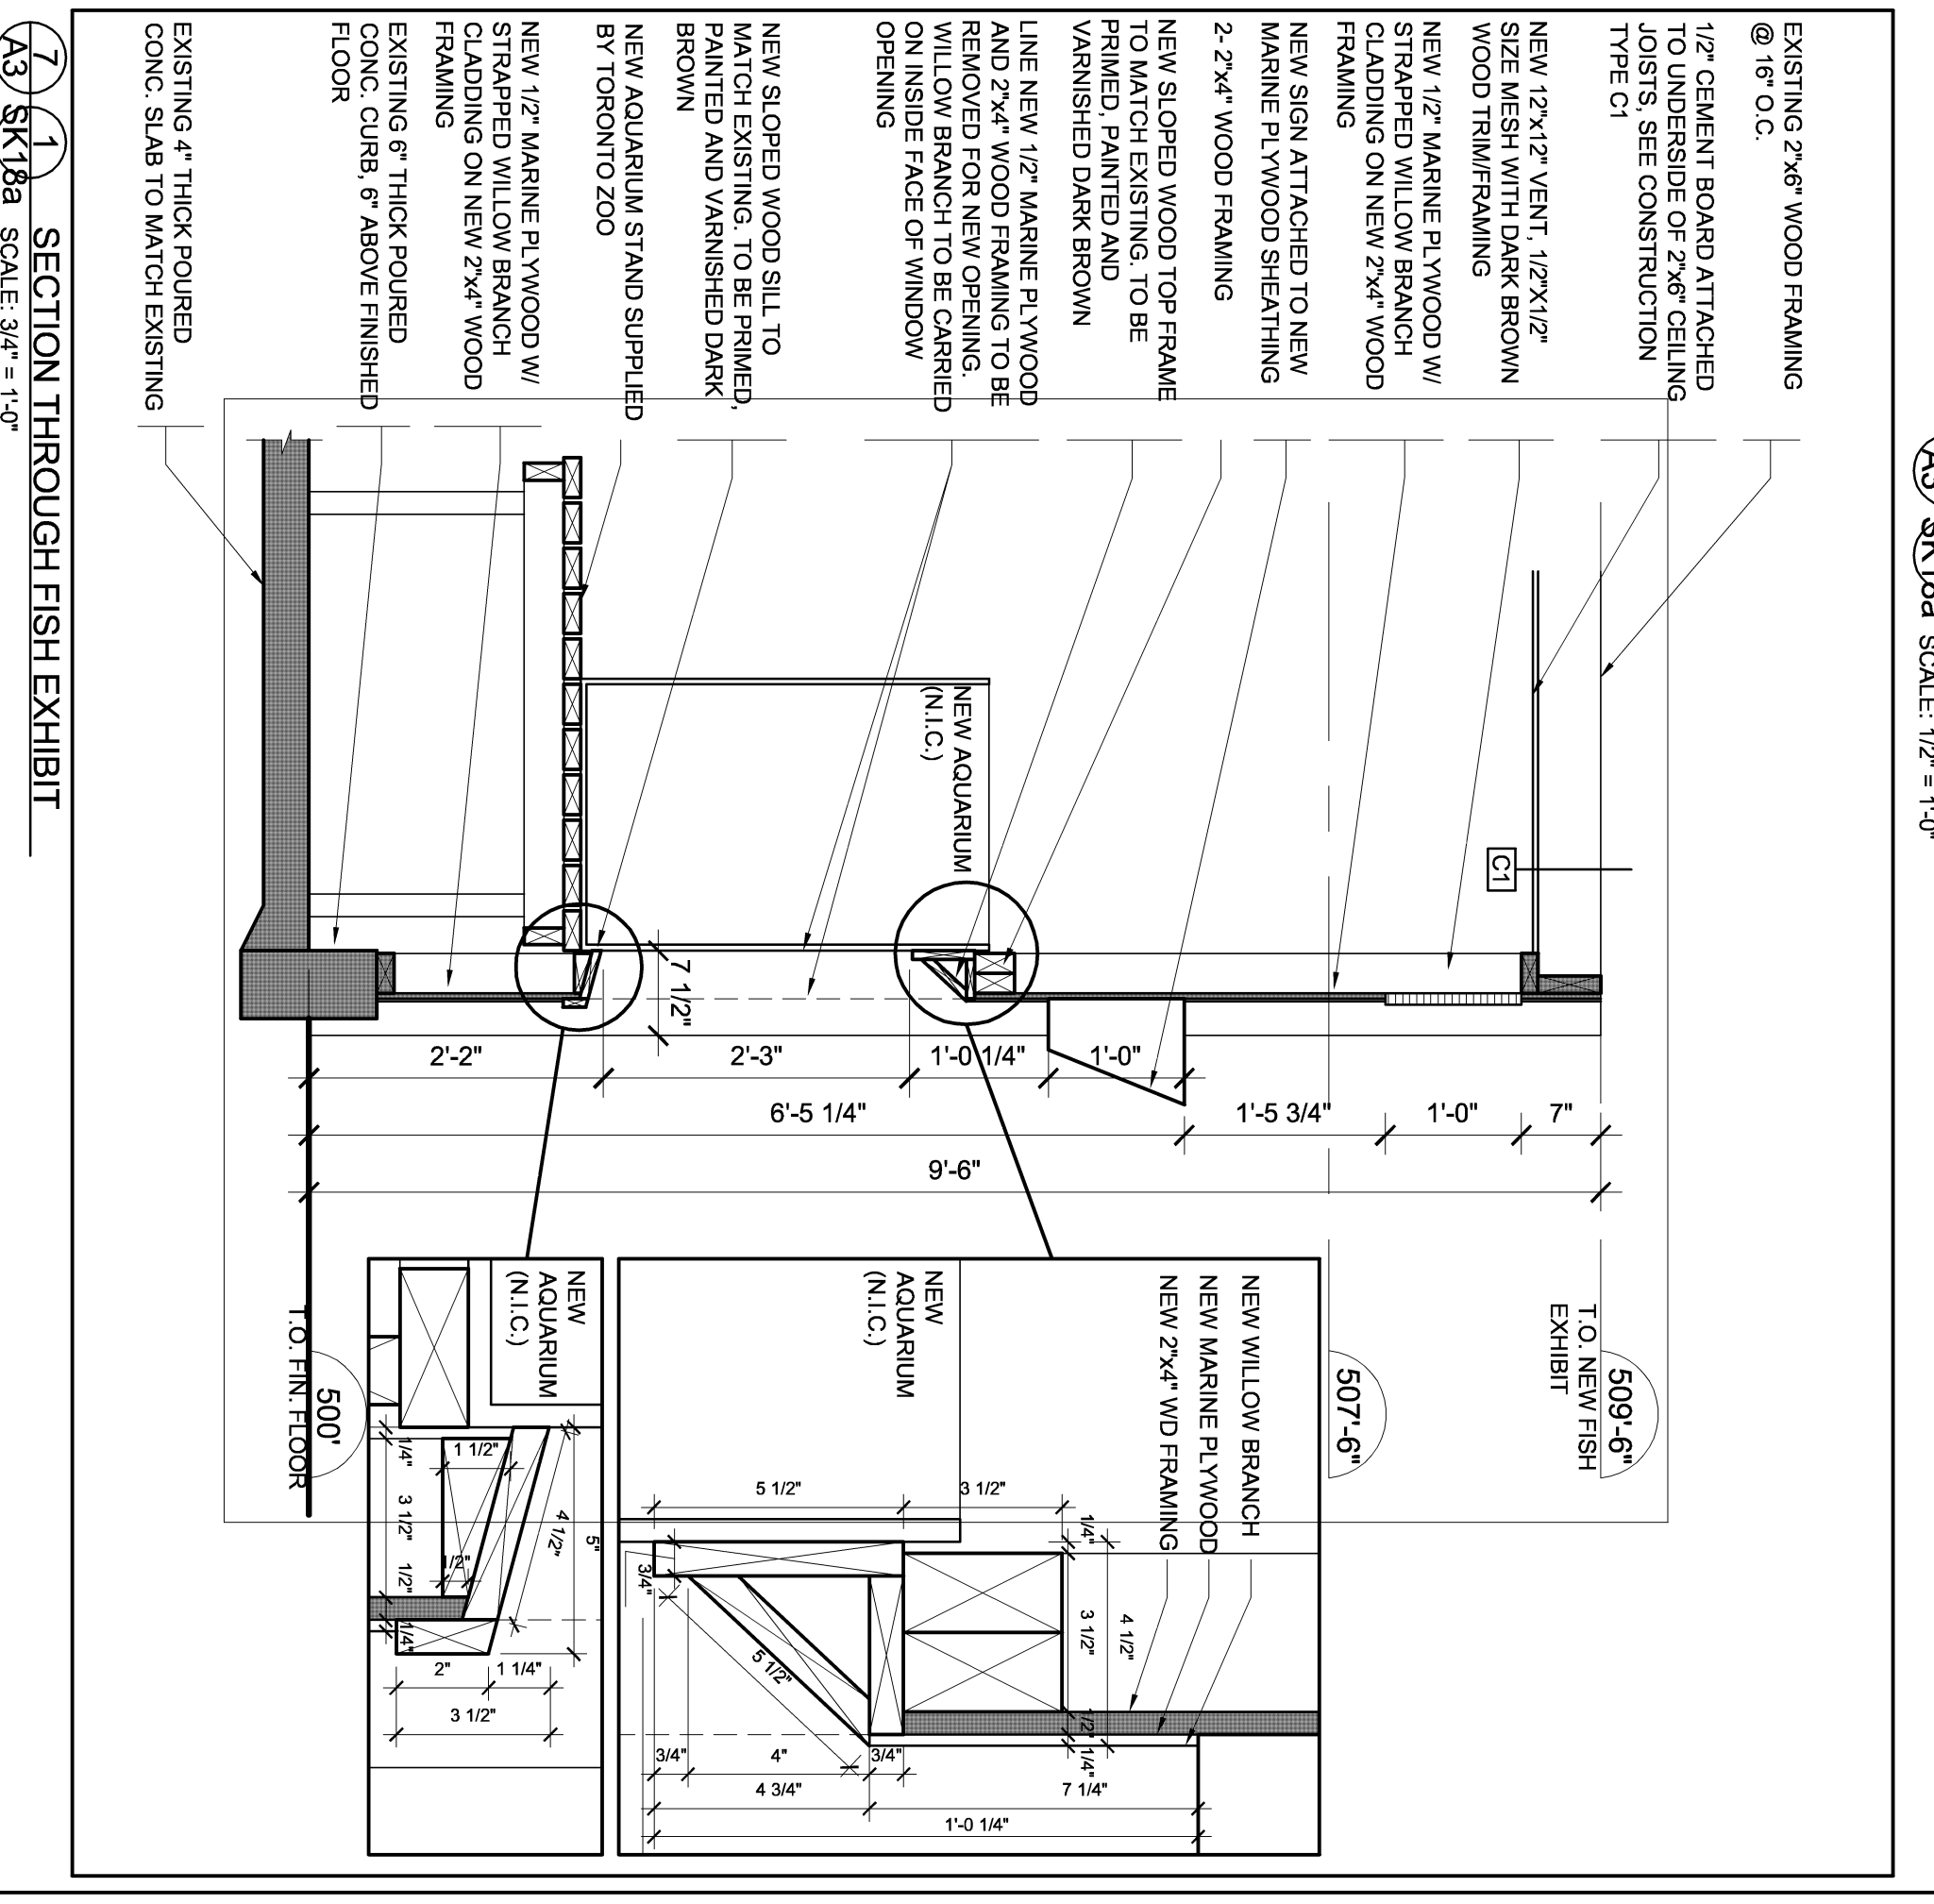 EXISTING 2"x6" WOOD FRAMING
@ 16" O.C.
1/2" CEMENT BOARD ATTACHED
TO UNDERSIDE OF 2"x6" CEILING
JOISTS, SEE CONSTRUCTION
TYPE C1
NEW 12"x12" VENT, 1/2"X1/2"
SIZE MESH WITH DARK BROWN
WOOD TRIM/FRAMING
NEW 1/2" MARINE PLYWOOD W/
STRAPPED WILLOW BRANCH
CLADDING ON NEW 2"x4" WOOD
FRAMING
NEW SIGN ATTACHED TO NEW
MARINE PLYWOOD SHEATHING
2- 2"x4" WOOD FRAMING
NEW SLOPED WOOD TOP FRAME
TO MATCH EXISTING. TO BE
PRIMED, PAINTED AND
VARNISHED DARK BROWN
LINE NEW 1/2" MARINE PLYWOOD
AND 2"x4" WOOD FRAMING TO BE
REMOVED FOR NEW OPENING.
WILLOW BRANCH TO BE CARRIED
ON INSIDE FACE OF WINDOW
OPENING
NEW SLOPED WOOD SILL TO
MATCH EXISTING. TO BE PRIMED,
PAINTED AND VARNISHED DARK
BROWN
NEW AQUARIUM STAND SUPPLIED
BY TORONTO ZOO
NEW 1/2" MARINE PLYWOOD W/
STRAPPED WILLOW BRANCH
CLADDING ON NEW 2"x4" WOOD
FRAMING
EXISTING 6" THICK POURED
CONC. CURB, 6" ABOVE FINISHED
FLOOR
EXISTING 4" THICK POURED
CONC. SLAB TO MATCH EXISTING
C1
NEW AQUARIUM
(N.I.C.)
7 1/2"
7"
1'-0"
1'-5 3/4"
1'-0"
1'-0 1/4"
2'-3"
2'-2"
6'-5 1/4"
9'-6"
509'-6"
T.O. NEW FISH
EXHIBIT
507'-6"
500'
T.O. FIN. FLOOR
NEW WILLOW BRANCH
NEW MARINE PLYWOOD
NEW 2"x4" WD FRAMING
NEW
AQUARIUM
(N.I.C.)
5 1/2"
3 1/2"
1/4"
3 1/2"
4 1/2"
1/2"
1/4"
3/4"
5 1/2"
3/4"
4"
3/4"
4 3/4"
7 1/4"
1'-0 1/4"
NEW
AQUARIUM
(N.I.C.)
1 1/2"
1/4"
3 1/2"
1/2"
1/2"
1/4"
4 1/2"
5"
2"
1 1/4"
3 1/2"
7
A3
1
SK18a
SECTION THROUGH FISH EXHIBIT
SCALE: 3/4" = 1'-0"
A3
SK18a
SCALE: 1/2" = 1'-0"